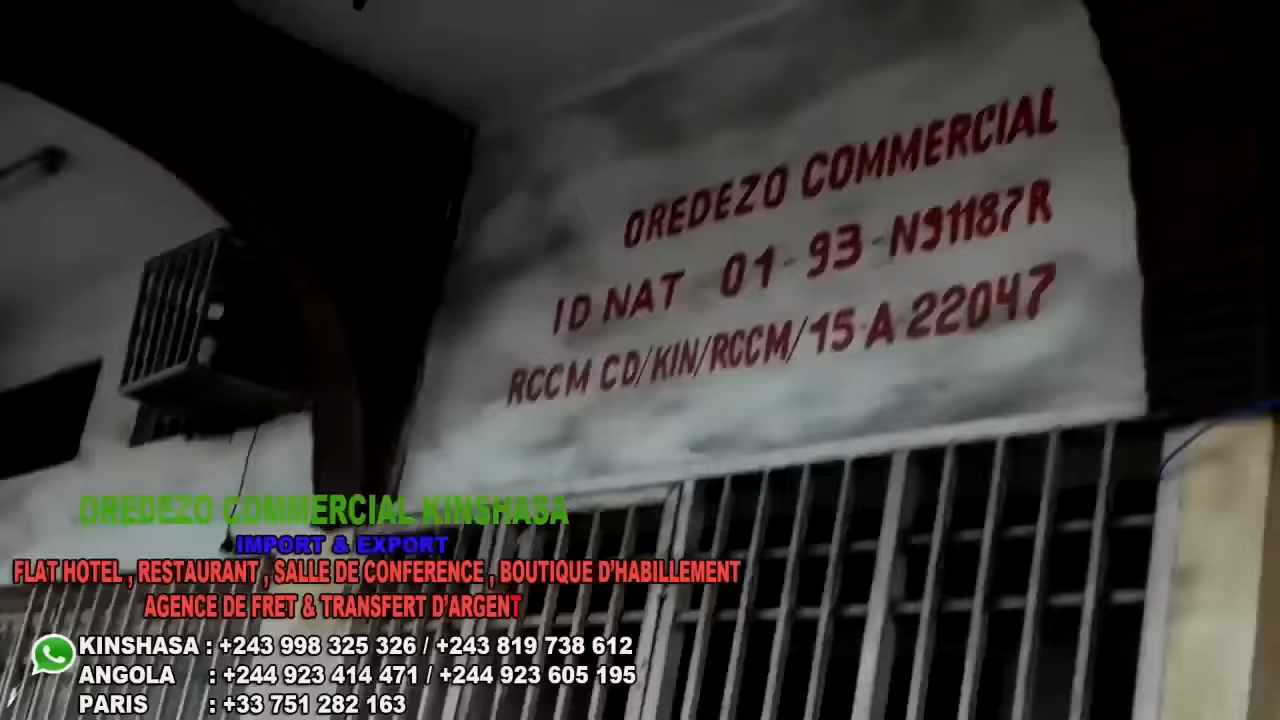 OREDEZO COMMERCIAL
ID NAT 01-93-N91187R
RCCM CD/KIN/RCCM/15-A 22047
OREDEZO COMMERCIAL KINSHASA
IMPORT & EXPORT
FLAT HOTEL , RESTAURANT , SALLE DE CONFERENCE , BOUTIQUE D'HABILLEMENT
AGENCE DE FRET & TRANSFERT D'ARGENT
KINSHASA : +243 998 325 326 / +243 819 738 612
ANGOLA : +244 923 414 471 / +244 923 605 195
PARIS : +33 751 282 163